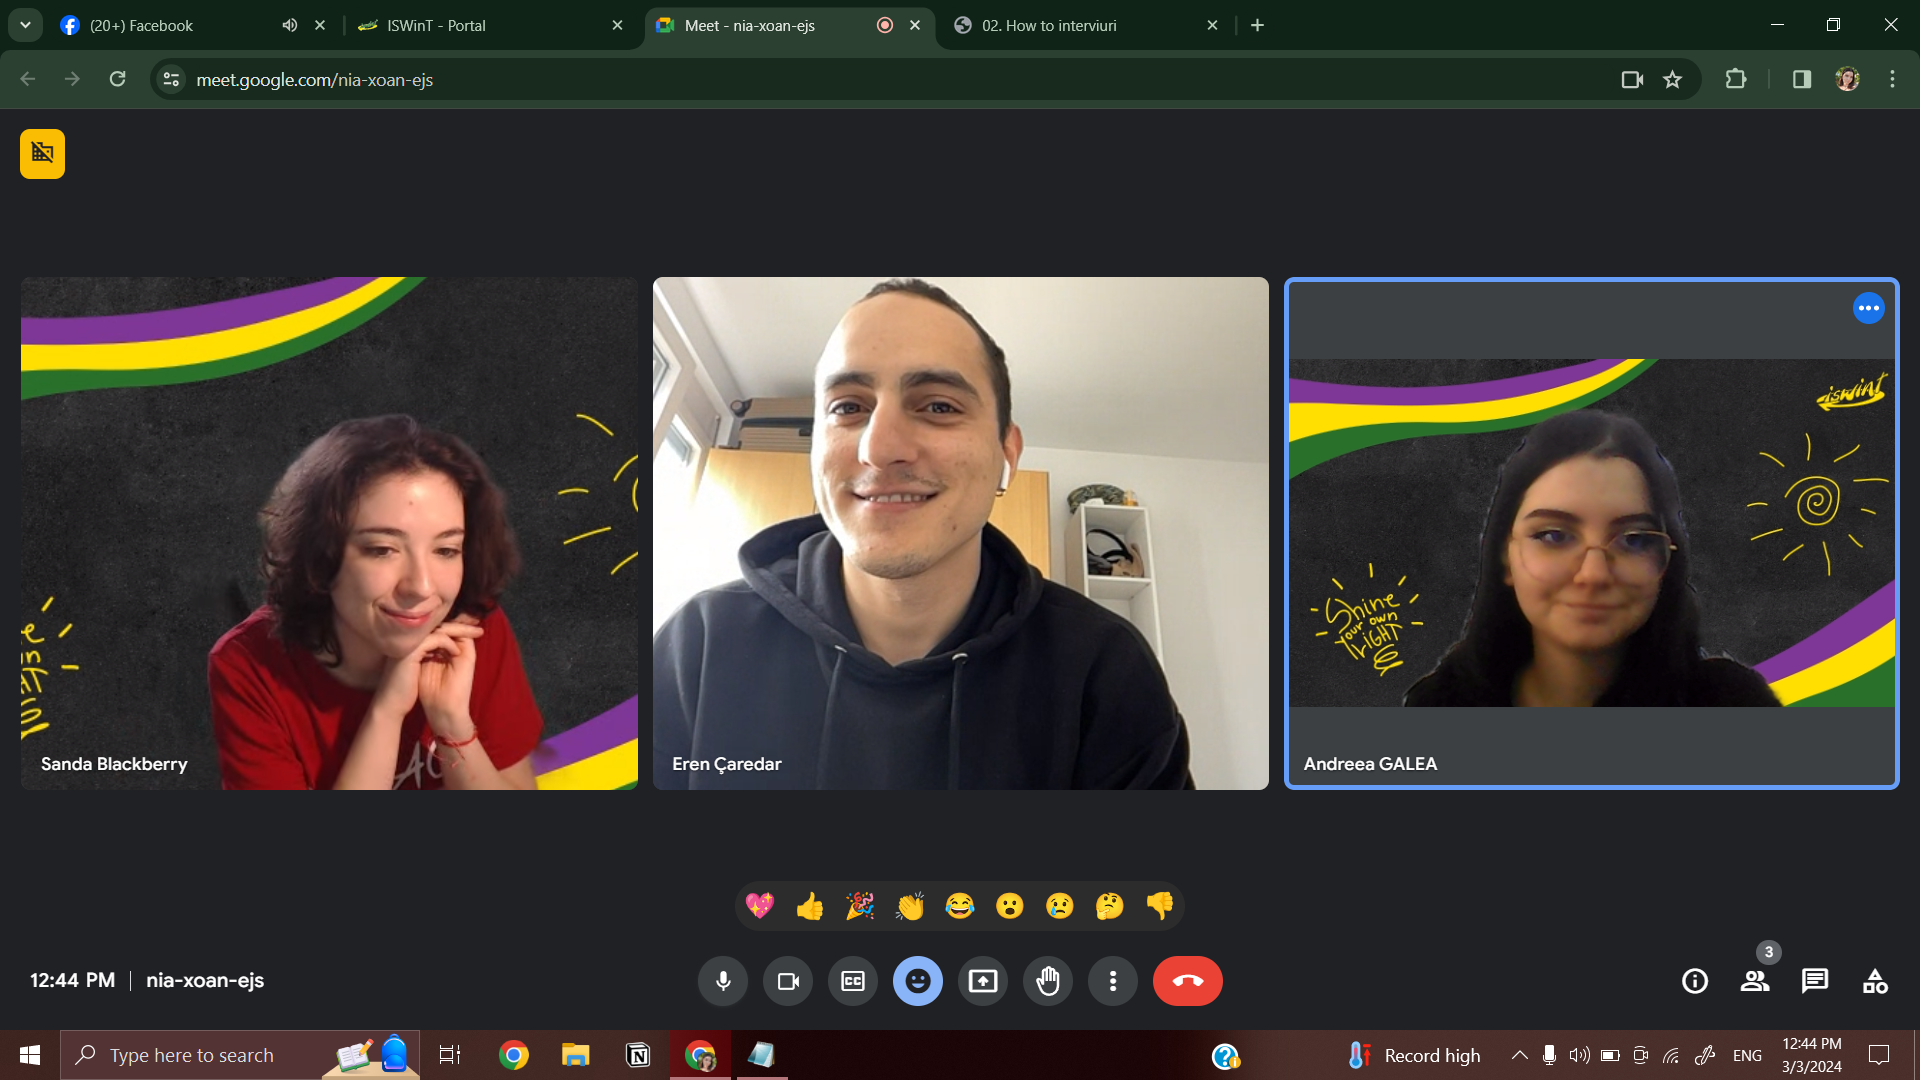 (20+) Facebook
ISWinT - Portal
Meet - nia-xoan-ejs
02. How to interviuri
meet.google.com/nia-xoan-ejs
iswint
Shine
your own
LIGHT
Sanda Blackberry
Eren Çaredar
Andreea GALEA
3
12:44 PM | nia-xoan-ejs
Type here to search
Record high
ENG
12:44 PM
3/3/2024